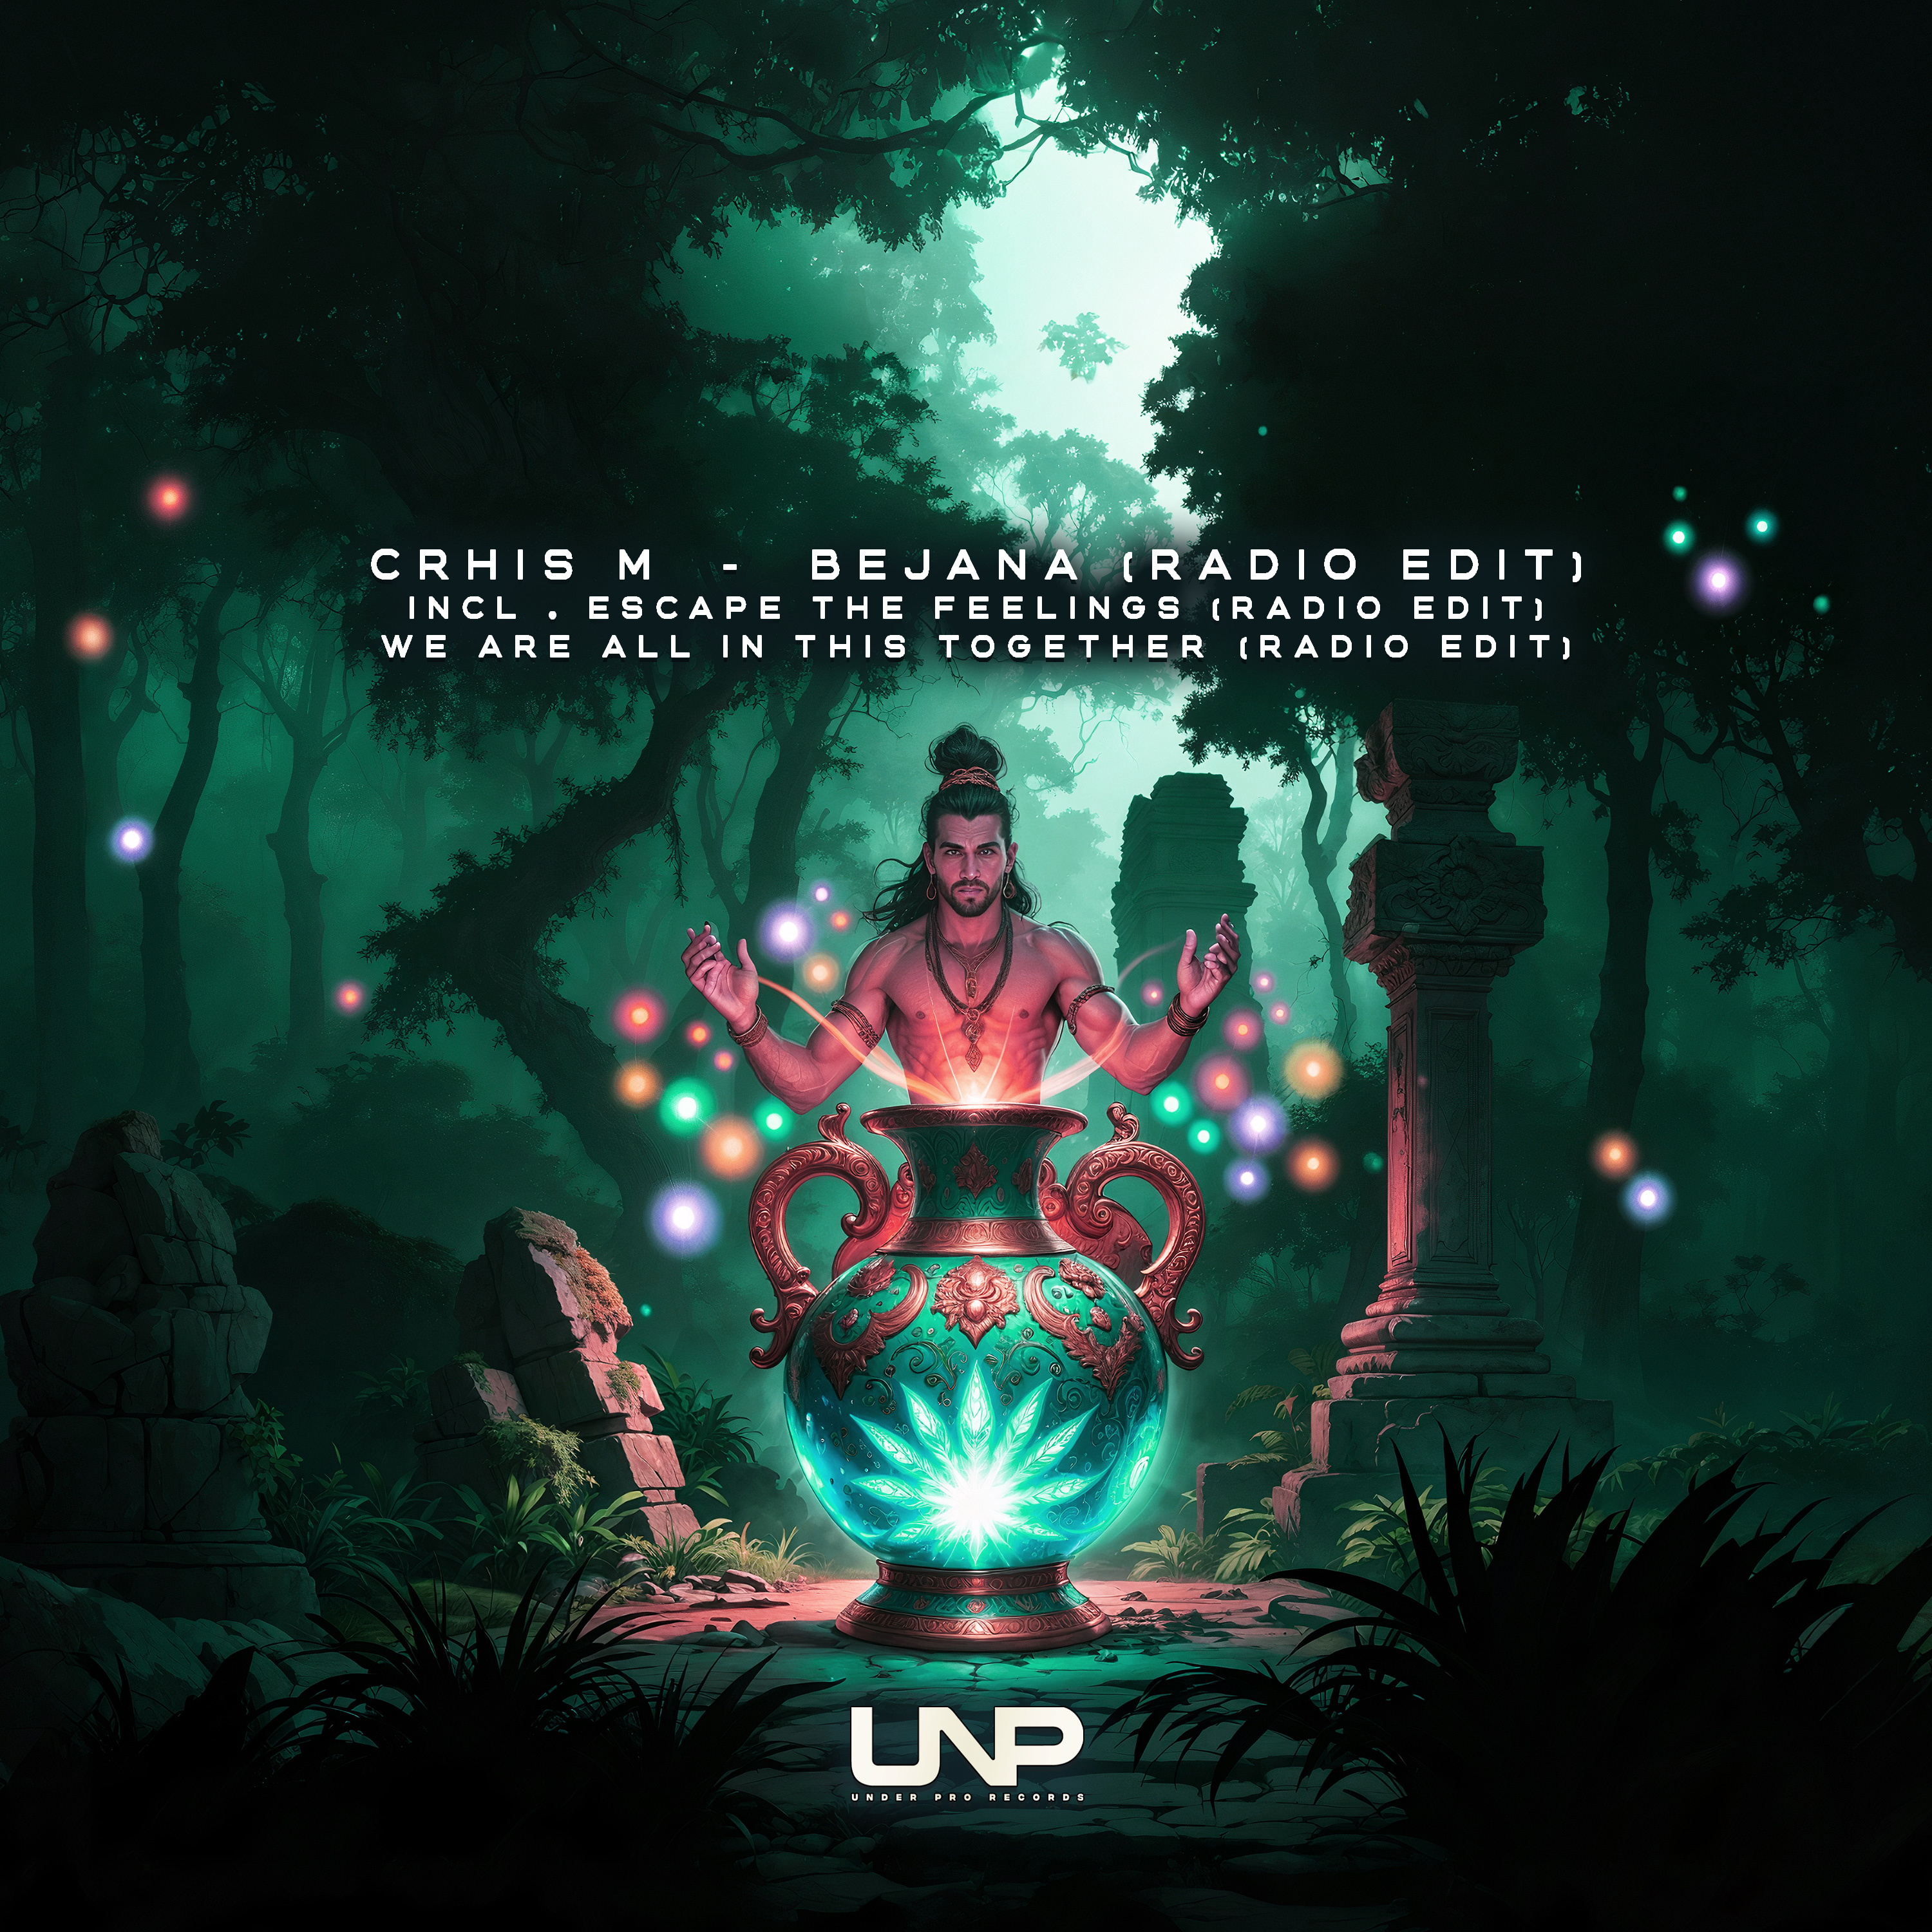 CRHIS M - BEJANA (RADIO EDIT)
INCL . ESCAPE THE FEELINGS (RADIO EDIT)
WE ARE ALL IN THIS TOGETHER (RADIO EDIT)
UNP
UNDER PRO RECORDS